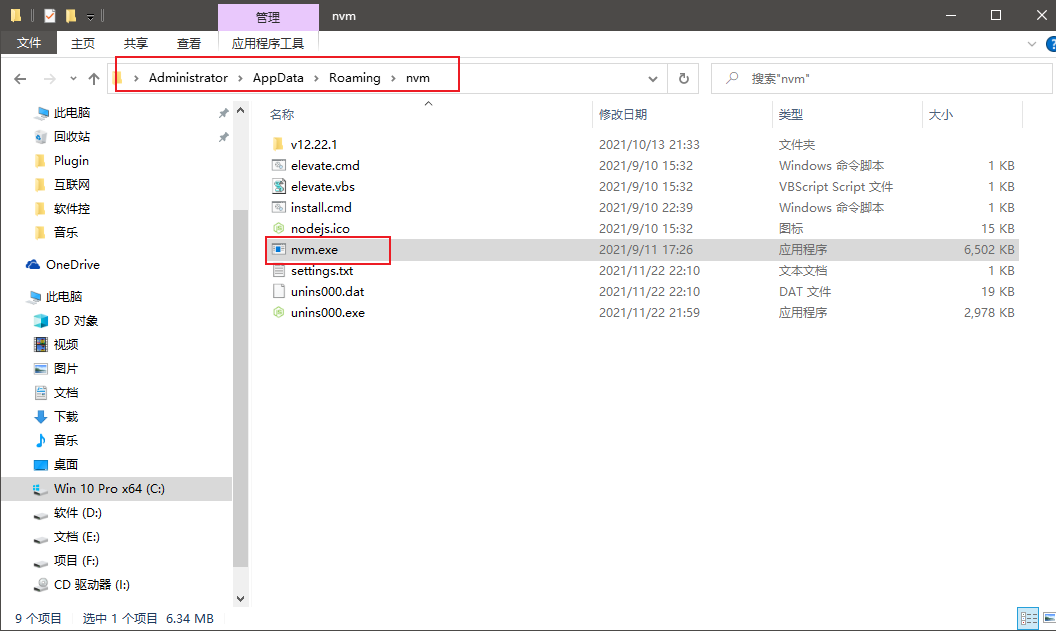 管理
nvm
文件
主页
共享
查看
应用程序工具
Administrator
AppData
Roaming
nvm
搜索"nvm"
此电脑
回收站
Plugin
互联网
软件控
音乐
OneDrive
此电脑
3D 对象
视频
图片
文档
下载
音乐
桌面
Win 10 Pro x64 (C:)
软件 (D:)
文档 (E:)
项目 (F:)
CD 驱动器 (I:)
名称 修改日期 类型 大小
v12.22.1 2021/10/13 21:33 文件夹
elevate.cmd 2021/9/10 15:32 Windows 命令脚本 1 KB
elevate.vbs 2021/9/10 15:32 VBScript Script 文件 1 KB
install.cmd 2021/9/10 22:39 Windows 命令脚本 1 KB
nodejs.ico 2021/9/10 15:32 图标 15 KB
nvm.exe 2021/9/11 17:26 应用程序 6,502 KB
settings.txt 2021/11/22 22:10 文本文档 1 KB
unins000.dat 2021/11/22 22:10 DAT 文件 19 KB
unins000.exe 2021/11/22 21:59 应用程序 2,978 KB
9 个项目
选中 1 个项目 6.34 MB